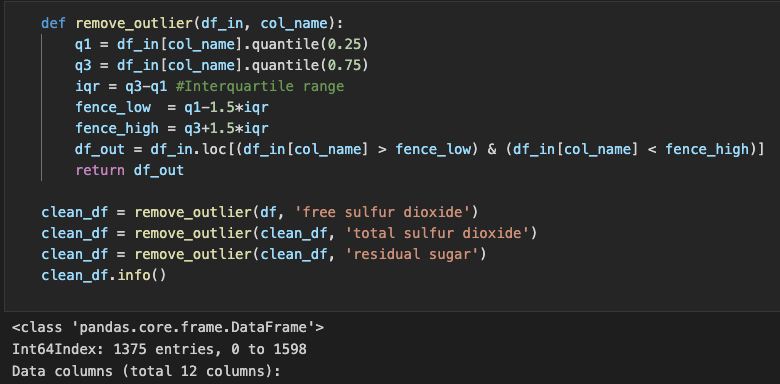 def remove_outlier(df_in, col_name):
    q1 = df_in[col_name].quantile(0.25)
    q3 = df_in[col_name].quantile(0.75)
    iqr = q3-q1 #Interquartile range
    fence_low  = q1-1.5*iqr
    fence_high = q3+1.5*iqr
    df_out = df_in.loc[(df_in[col_name] > fence_low) & (df_in[col_name] < fence_high)]
    return df_out
clean_df = remove_outlier(df, 'free sulfur dioxide')
clean_df = remove_outlier(clean_df, 'total sulfur dioxide')
clean_df = remove_outlier(clean_df, 'residual sugar')
clean_df.info()
<class 'pandas.core.frame.DataFrame'>
Int64Index: 1375 entries, 0 to 1598
Data columns (total 12 columns):